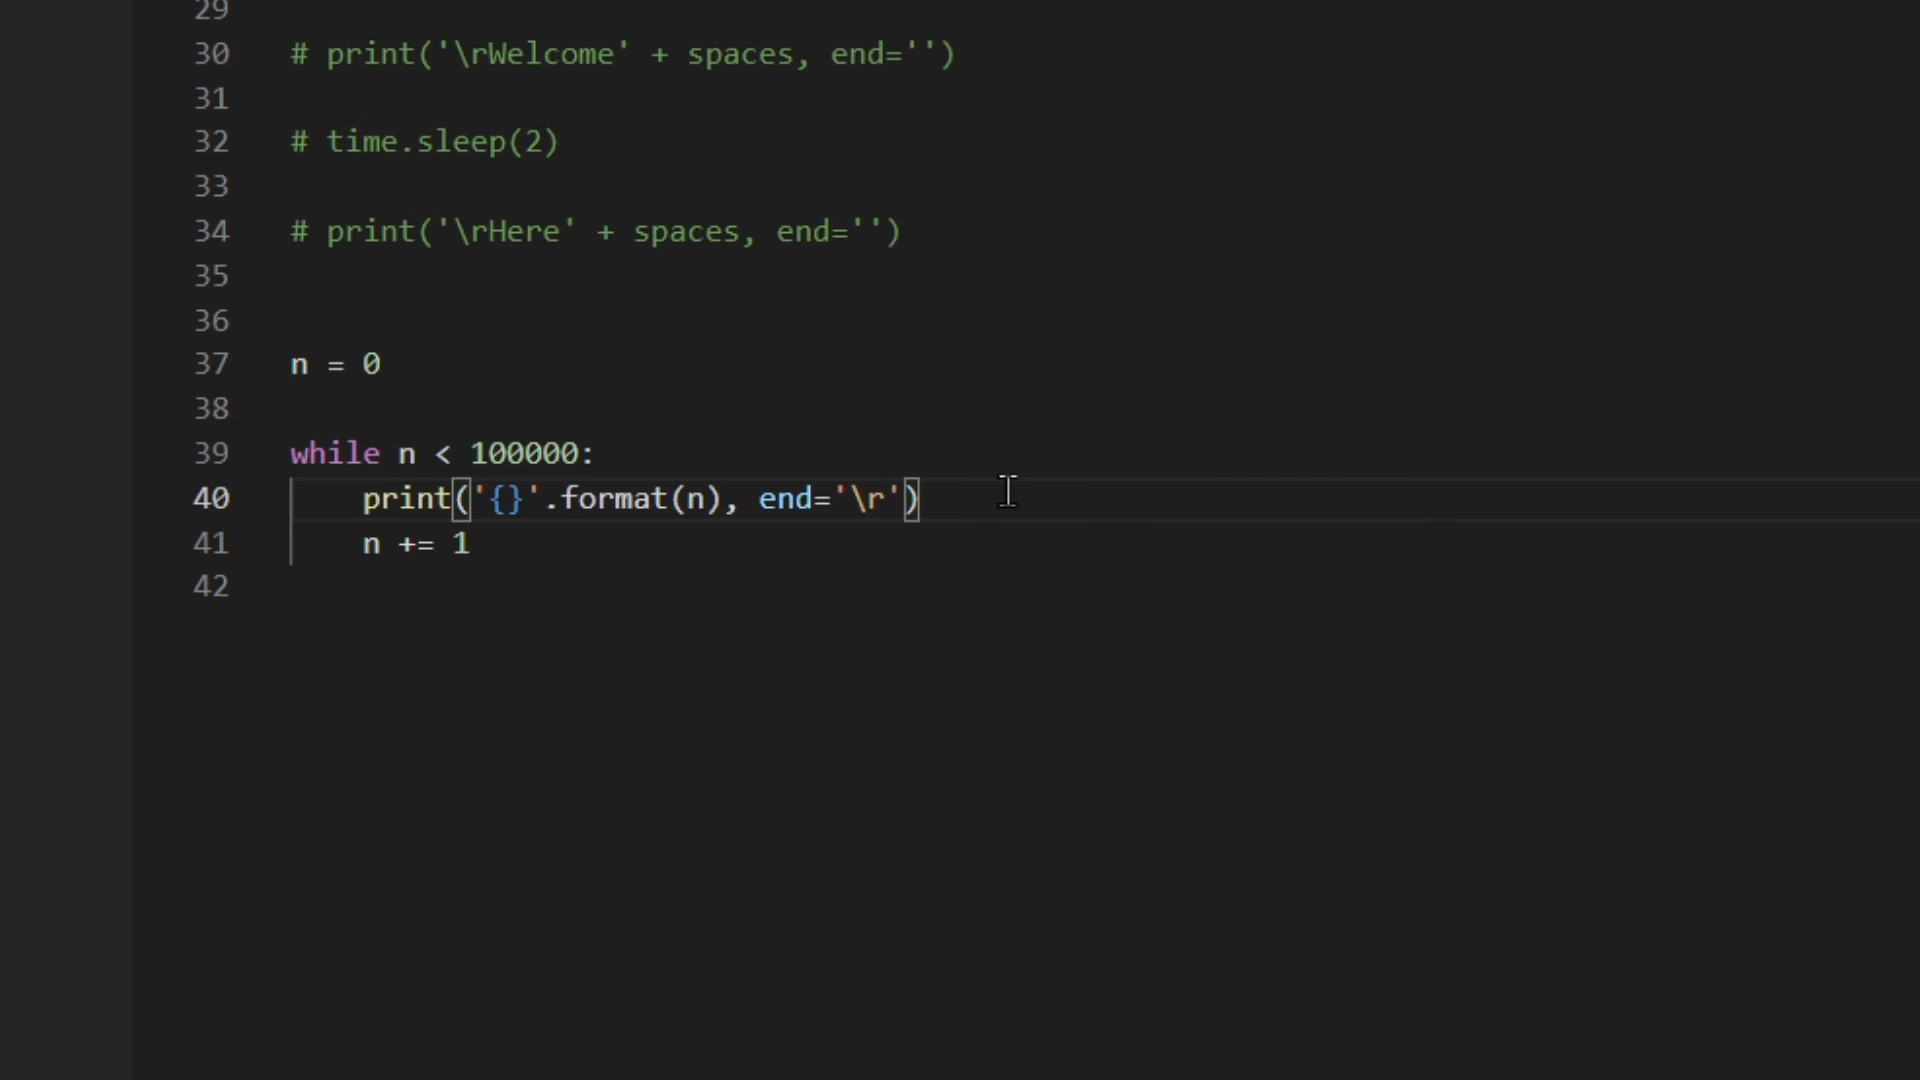 29
30 # print('\rWelcome' + spaces, end='')
31
32 # time.sleep(2)
33
34 # print('\rHere' + spaces, end='')
35
36
37 n = 0
38
39 while n < 100000:
40     print('{}'.format(n), end='\r')
41     n += 1
42